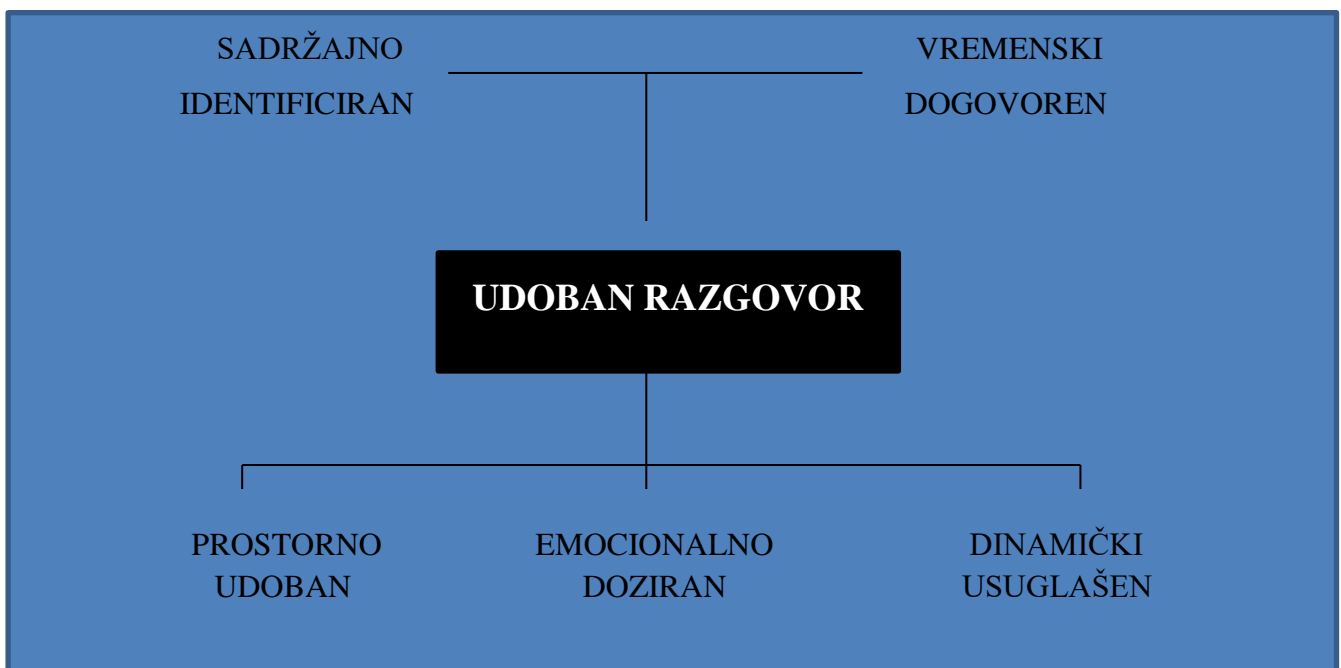 SADRŽAJNO
IDENTIFICIRAN
VREMENSKI
DOGOVOREN
UDOBAN RAZGOVOR
PROSTORNO
UDOBAN
EMOCIONALNO
DOZIRAN
DINAMIČKI
USUGLAŠEN